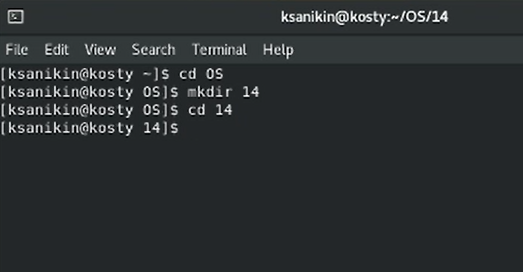 ksanikin@kosty:~/OS/14
File Edit View Search Terminal Help
[ksanikin@kosty ~]$ cd OS
[ksanikin@kosty OS]$ mkdir 14
[ksanikin@kosty OS]$ cd 14
[ksanikin@kosty 14]$